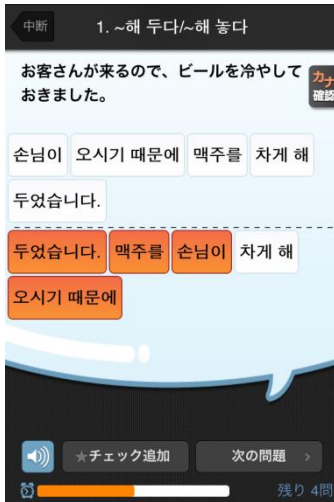 中断
1. ~해 두다/~해 놓다
お客さんが来るので、ビールを冷やして
おきました。
カナ
確認
손님이 오시기 때문에 맥주를 차게 해
두었습니다.
두었습니다. 맥주를 손님이 차게 해
오시기 때문에
★チェック追加
次の問題
残り 4問